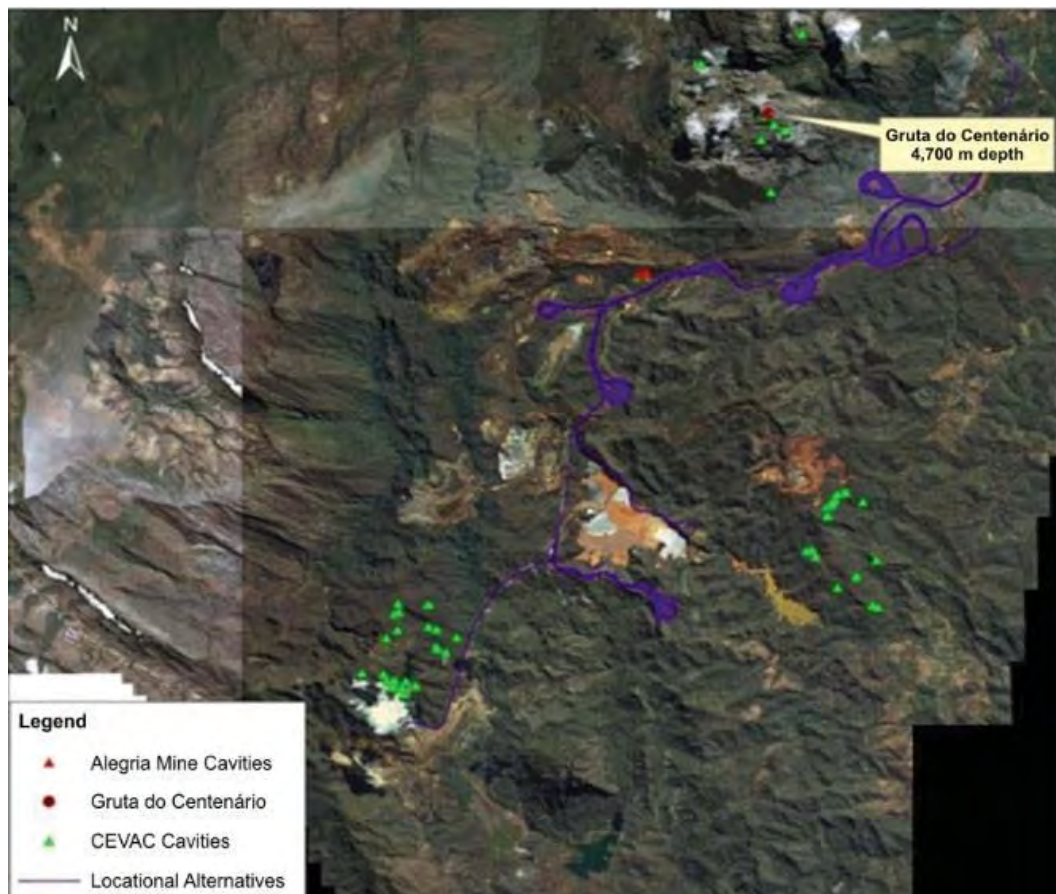 N
Gruta do Centenário
4,700 m depth
Legend
Alegria Mine Cavities
Gruta do Centenário
CEVAC Cavities
Locational Alternatives